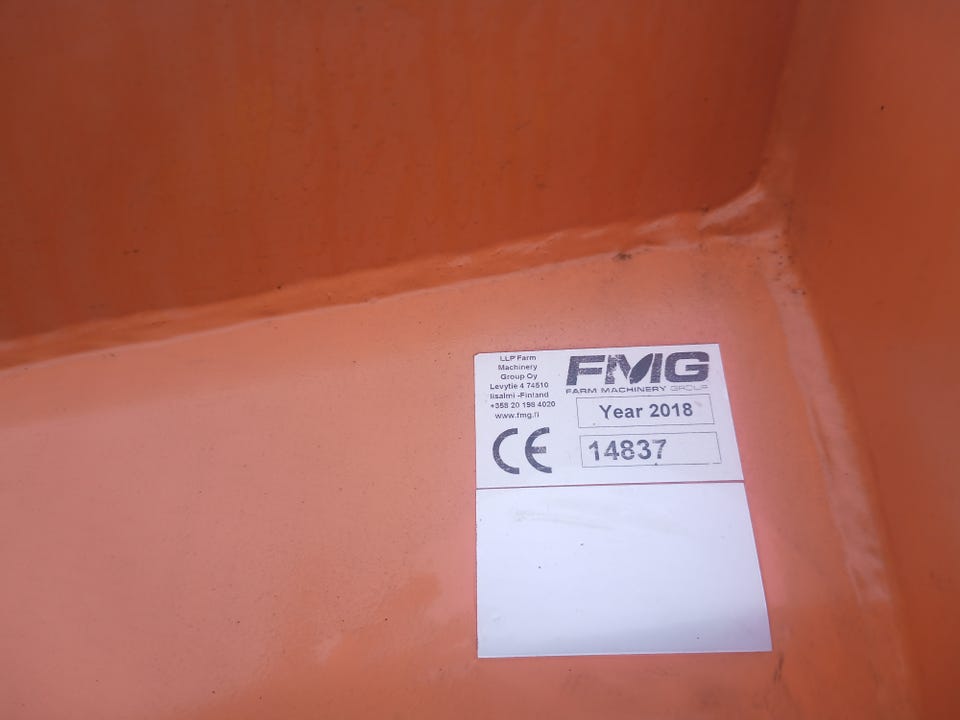 LLP Farm
Machinery
Group Oy
Levytie 4 74510
Iisalmi -Finland
+358 20 198 4020
www.fmg.fi
CE
FMG
FARM MACHINERY GROUP
Year 2018
14837